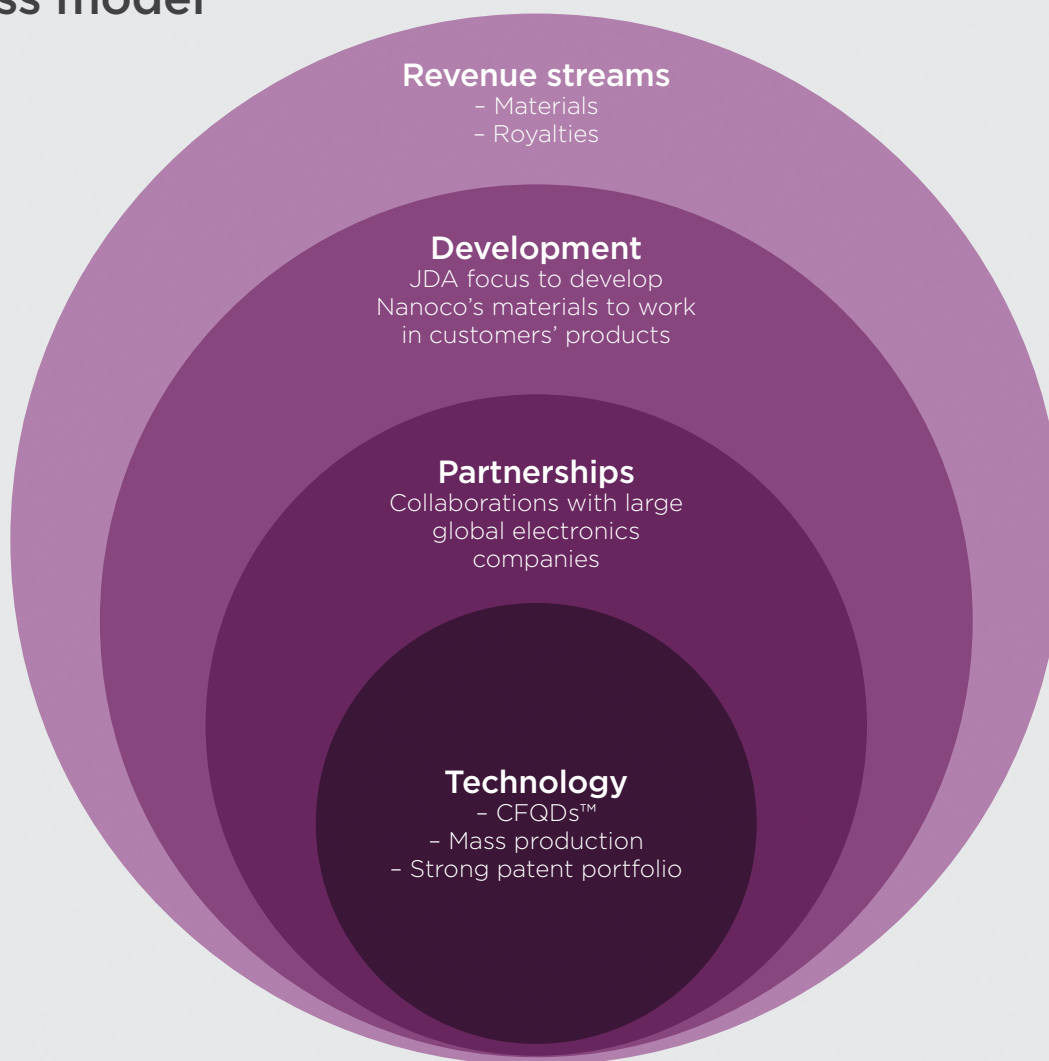 ss model
Revenue streams
– Materials
– Royalties
Development
JDA focus to develop
Nanoco’s materials to work
in customers’ products
Partnerships
Collaborations with large
global electronics
companies
Technology
– CFQDs™
– Mass production
– Strong patent portfolio